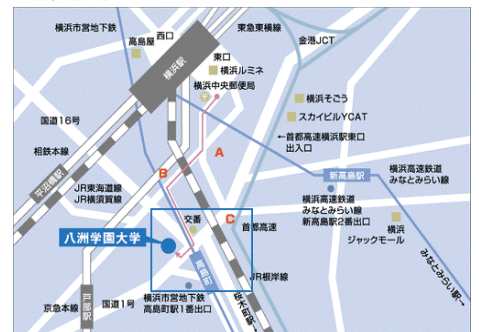 横浜市営地下鉄
西口
高島屋
東急東横線
金港JCT
横浜駅
東口
横浜ルミネ
横浜中央郵便局
横浜そごう
スカイビルYCAT
←首都高速横浜駅東口
出入口
国道16号
相鉄本線
平沼橋駅
A
B
C
JR東海道線
JR横須賀線
新高島駅
横浜高速鉄道
みなとみらい線
横浜高速鉄道
みなとみらい線
新高島駅2番出口
横浜
ジャックモール
みなとみらい駅→
交番
首都高速
八洲学園大学
高島町
JR根岸線
桜木町駅→
戸部駅
京急本線
国道1号
横浜市営地下鉄
高島町駅1番出口